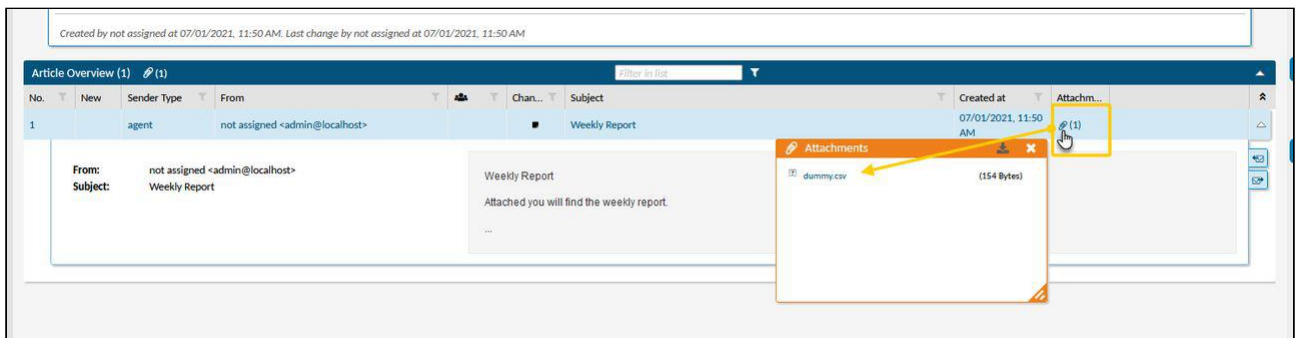 Created by not assigned at 07/01/2021, 11:50 AM. Last change by not assigned at 07/01/2021, 11:50 AM
Article Overview (1) (1) Filter in list
No. New Sender Type From Chan... Subject Created at Attachm...
1 agent not assigned <admin@localhost> Weekly Report 07/01/2021, 11:50 AM (1)
Attachments
dummy.csv (154 Bytes)
From: not assigned <admin@localhost>
Subject: Weekly Report
Weekly Report
Attached you will find the weekly report.
...